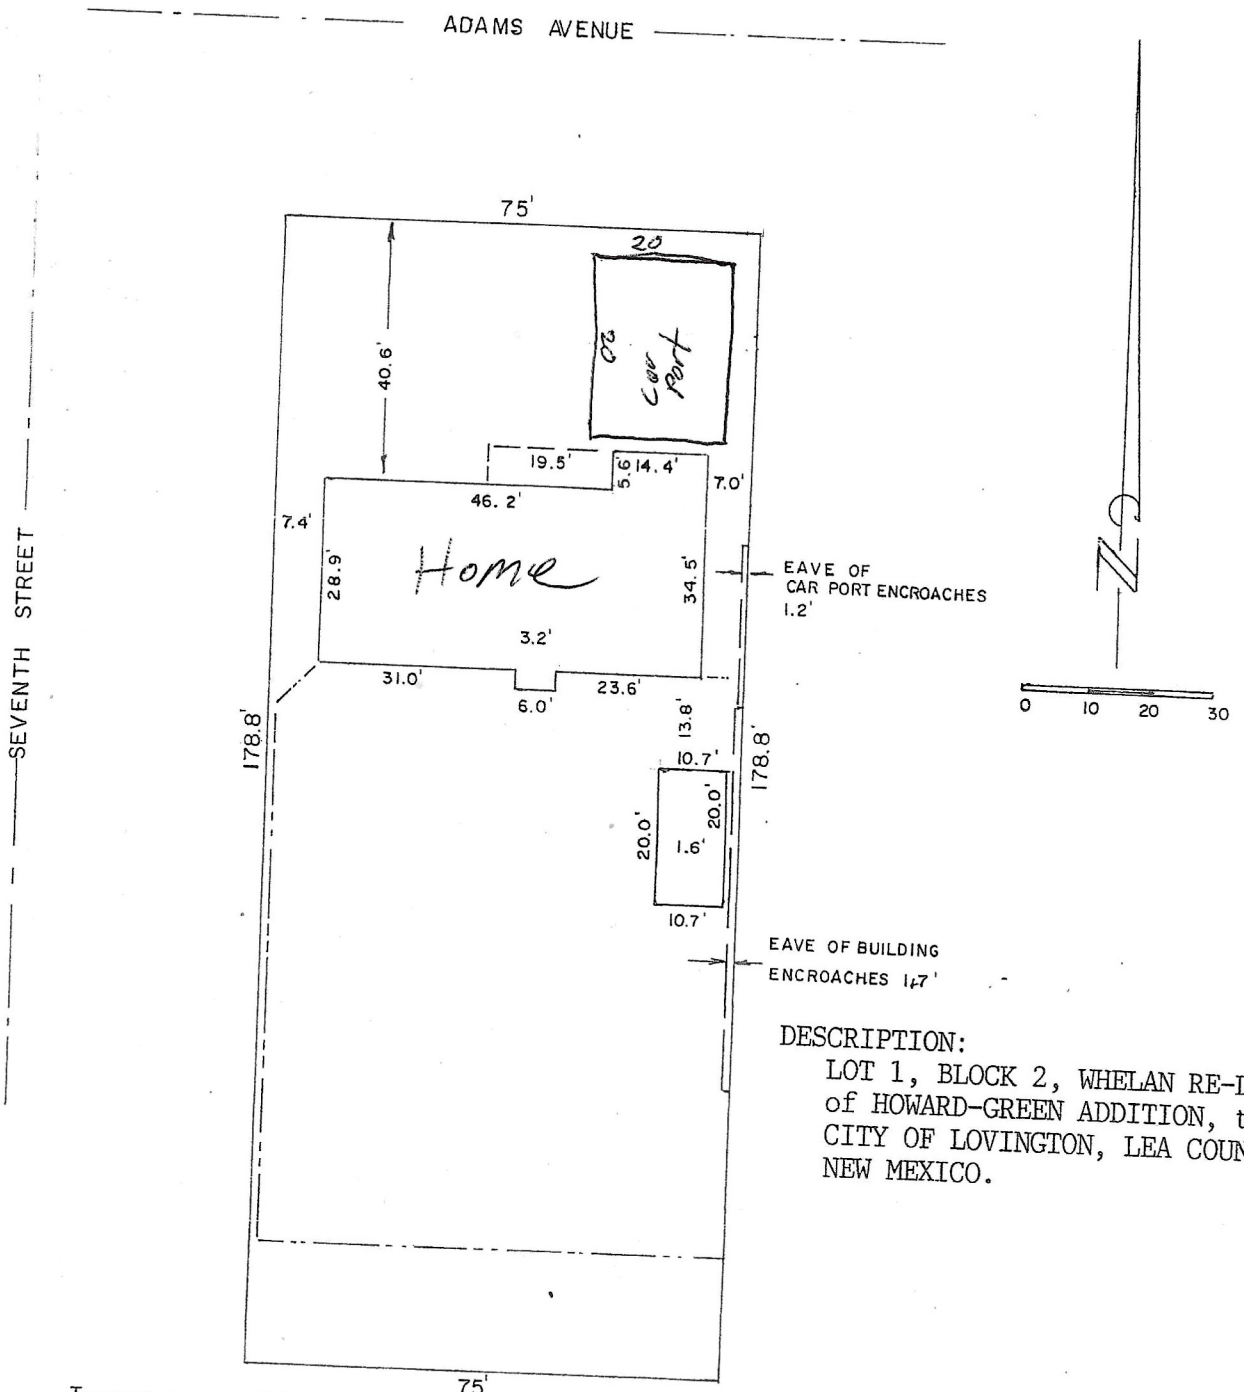 ADAMS AVENUE
75'
20
20
car
port
40.6'
19.5'
5.6'
14.4'
7.0'
46.2'
7.4'
28.9'
Home
34.5'
EAVE OF
CAR PORT ENCROACHES
1.2'
SEVENTH STREET
3.2'
31.0'
6.0'
23.6'
N
0 10 20 30
178.8'
13.8'
178.8'
10.7'
20.0'
20.0'
1.6'
10.7'
EAVE OF BUILDING
ENCROACHES 1.7'
DESCRIPTION:
LOT 1, BLOCK 2, WHELAN
of HOWARD-GREEN ADDITION,
CITY OF LOVINGTON, LEA
NEW MEXICO.
75'